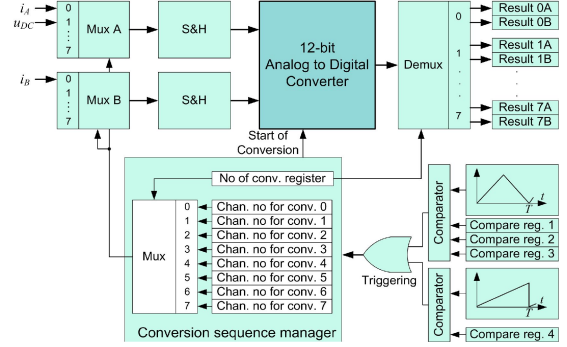 i_A
u_DC
0
1
7
Mux A
S&H
12-bit
Analog to Digital
Converter
Demux
0
1
7
Result 0A
Result 0B
Result 1A
Result 1B
Result 7A
Result 7B
i_B
0
1
7
Mux B
S&H
Start of
Conversion
No of conv. register
Mux
0 Chan. no for conv. 0
1 Chan. no for conv. 1
2 Chan. no for conv. 2
3 Chan. no for conv. 3
4 Chan. no for conv. 4
5 Chan. no for conv. 5
6 Chan. no for conv. 6
7 Chan. no for conv. 7
Conversion sequence manager
Triggering
Comparator
t
T
Compare reg. 1
Compare reg. 2
Compare reg. 3
Comparator
t
T
Compare reg. 4